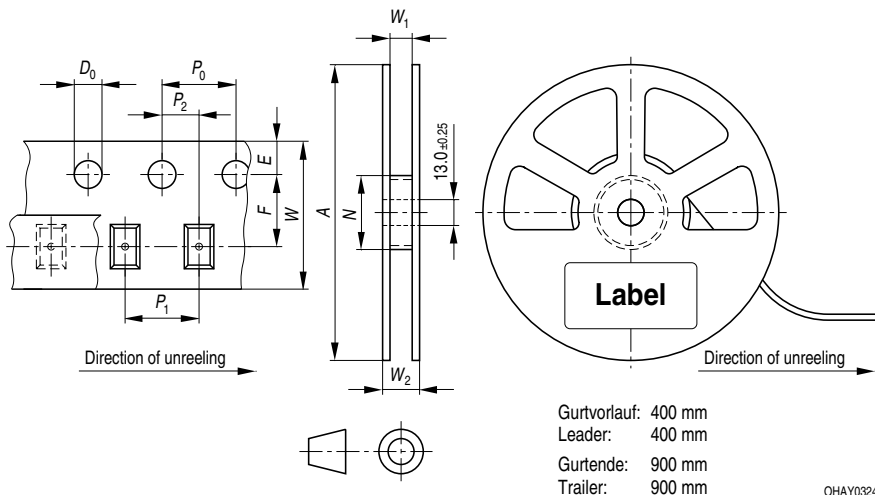 W1
D0
P0
P2
E
F
W
A
N
13.0 ±0.25
Label
P1
W2
Direction of unreeling
Direction of unreeling
Gurtvorlauf: 400 mm
Leader: 400 mm
Gurtende: 900 mm
Trailer: 900 mm
OHAY0324